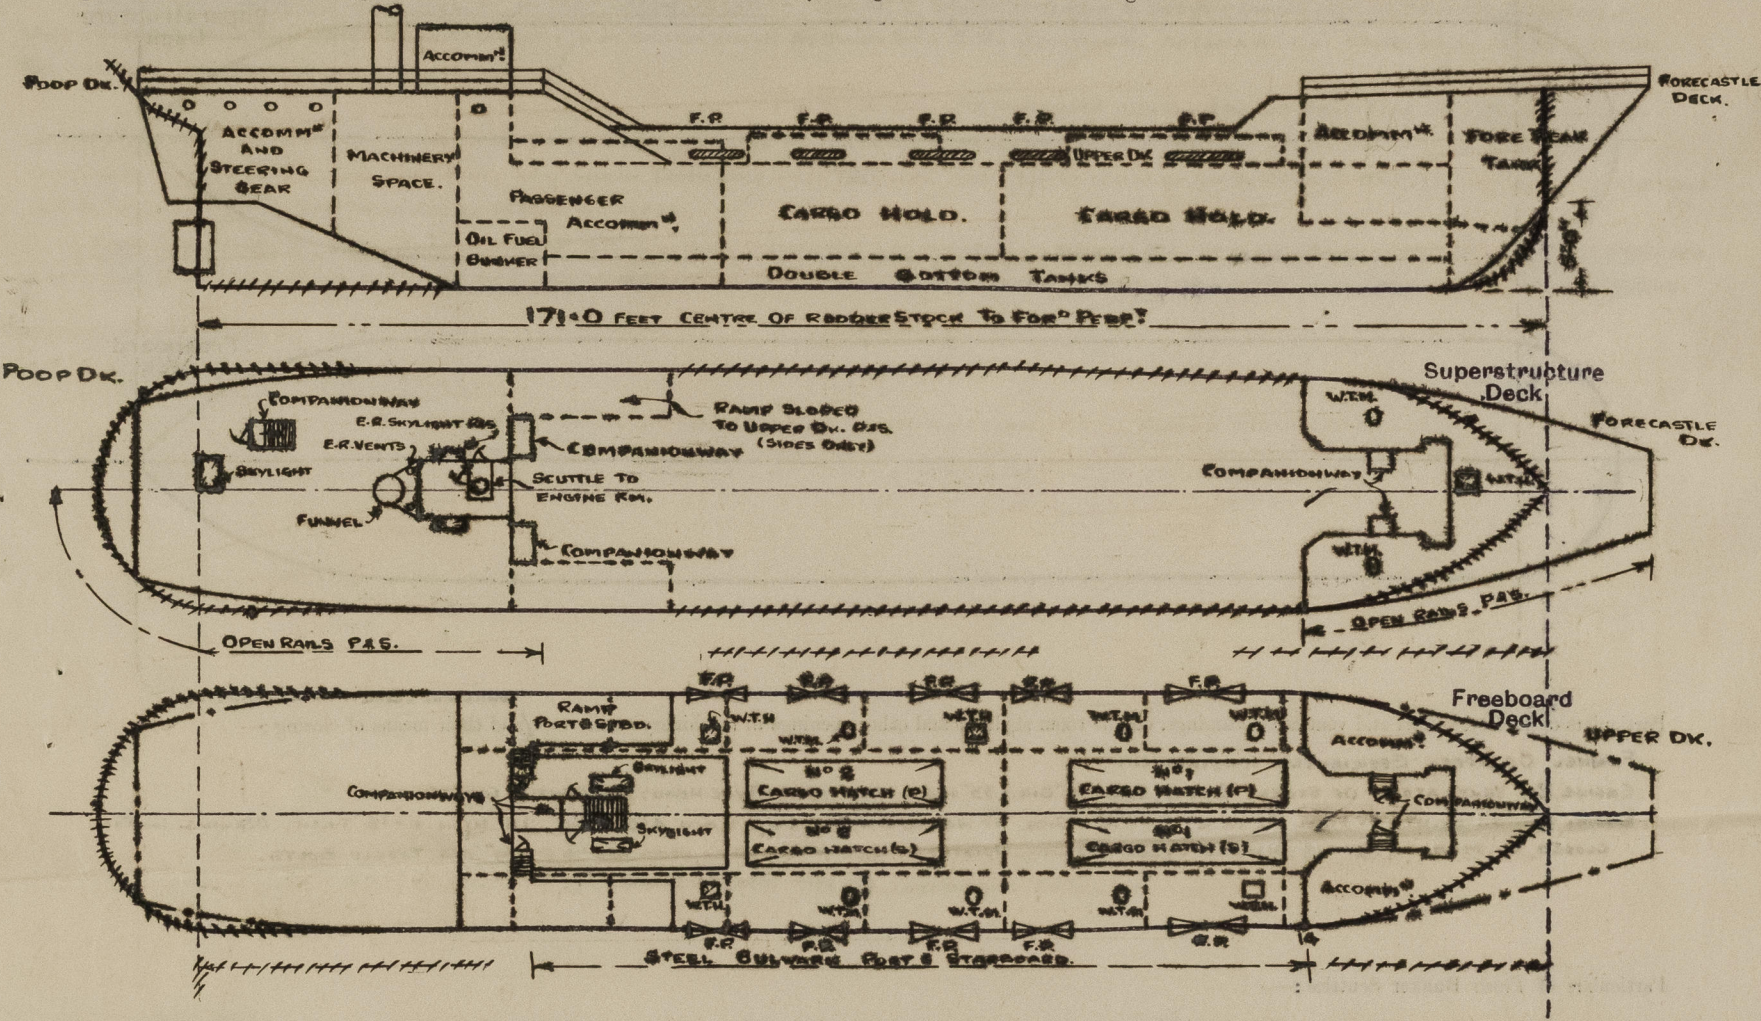 ACCOMMN.
POOP DK.
FORECASTLE
DECK.
F.P. F.P. F.P. F.P. F.P.
ACCOMMN
AND
STEERING
GEAR
MACHINERY
SPACE.
ACCOMMN.
FORE PEAK
TANK
UPPER DK
PASSENGER
ACCOMMN.
CARGO HOLD.
CARGO HOLD.
OIL FUEL
BUNKER
DOUBLE BOTTOM TANKS
171·0 FEET CENTRE OF RUDDER STOCK TO FORD PERPR.
POOP DK.
Superstructure
Deck
COMPANIONWAY
E.R. SKYLIGHT P&S
E.R. VENTS
SKYLIGHT
FUNNEL
RAMP SLOPED
TO UPPER DK. P&S.
(SIDES ONLY)
COMPANIONWAY
SCUTTLE TO
ENGINE RM.
COMPANIONWAY
W.T.M.
FORECASTLE
DK.
COMPANIONWAY
W.T.H.
W.T.M.
OPEN RAILS P&S.
OPEN RAILS P&S.
F.P. F.P. F.P. F.P. F.P.
Freeboard
Deck
UPPER DK.
RAMP
PORT & STBD.
W.T.H
W.T.M.
W.T.H
W.T.M.
W.T.M.
ACCOMMN.
SKYLIGHT
COMPANIONWAYS
SKYLIGHT
No 2
CARGO HATCH (P)
No 1
CARGO HATCH (P)
No 2
CARGO HATCH (S)
No 1
CARGO HATCH (S)
COMPANIONWAY
ACCOMMN.
W.T.H.
W.T.M
W.T.M.
W.T.M
W.T.H.
F.P. F.P. F.P. F.P. F.P.
STEEL BULWARK PORT & STARBOARD.